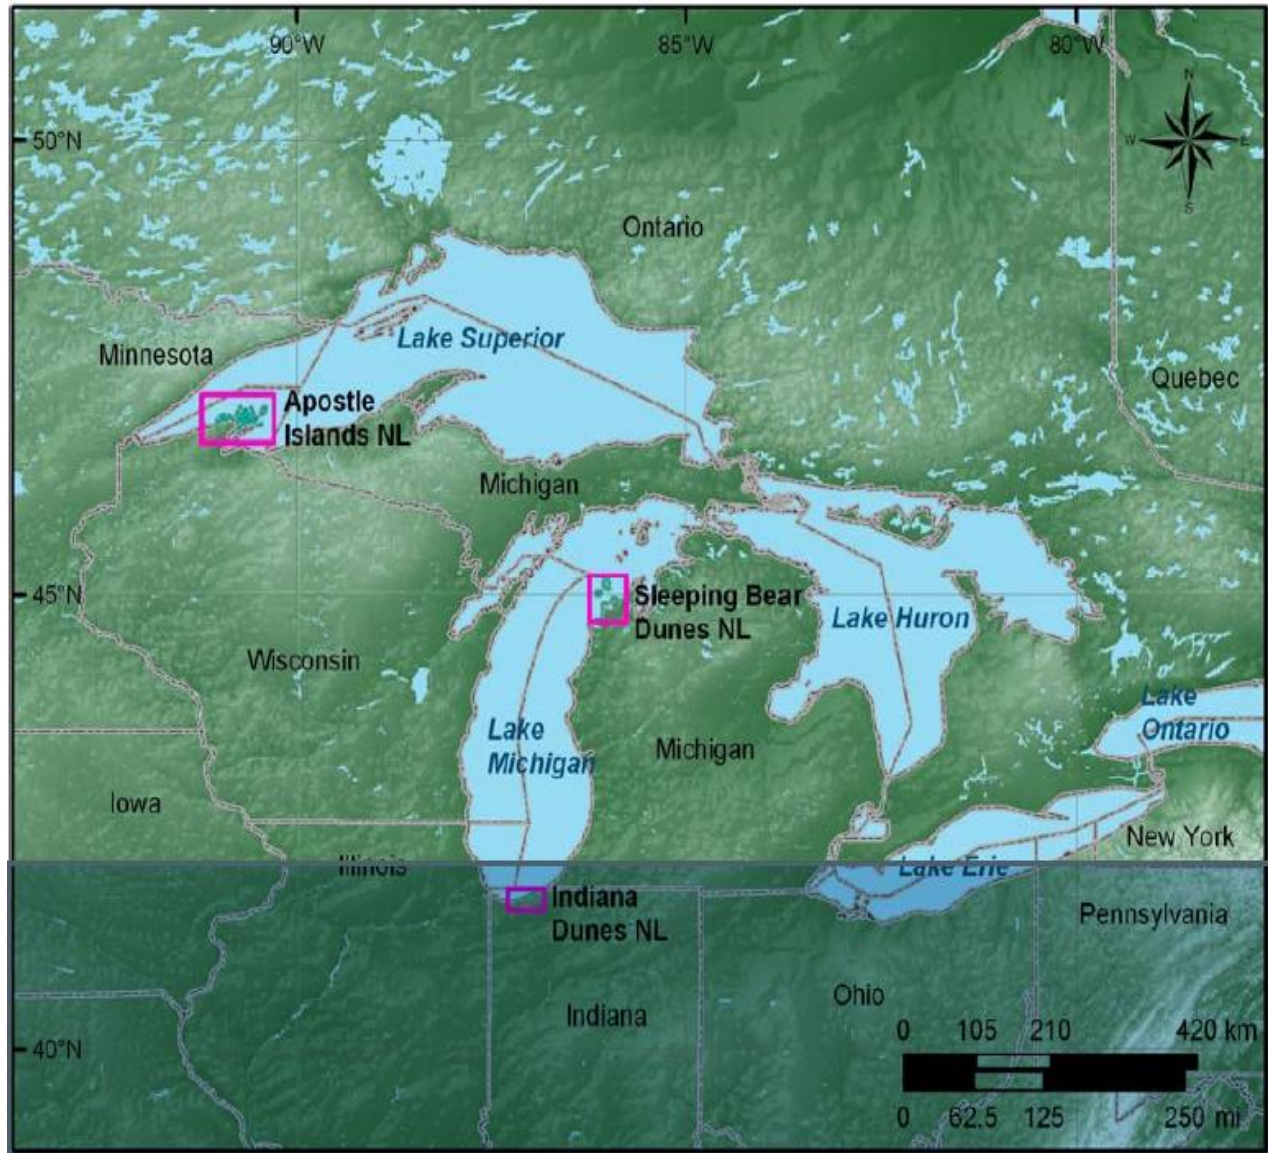 90°W
85°W
80°W
N
W
E
S
50°N
Ontario
Lake Superior
Minnesota
Quebec
Apostle
Islands NL
Michigan
45°N
Sleeping Bear
Dunes NL
Lake Huron
Wisconsin
Lake
Ontario
Lake
Michigan
Michigan
Iowa
New York
Illinois
Lake Erie
Indiana
Dunes NL
Pennsylvania
Ohio
Indiana
0 105 210 420 km
40°N
0 62.5 125 250 mi